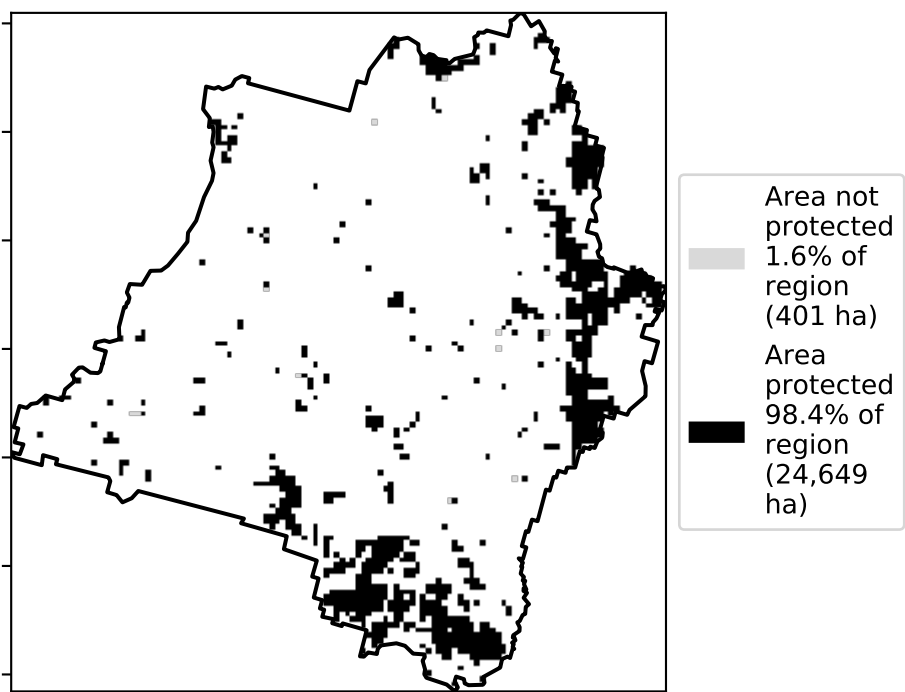 Area not
protected
1.6% of
region
(401 ha)
Area
protected
98.4% of
region
(24,649
ha)